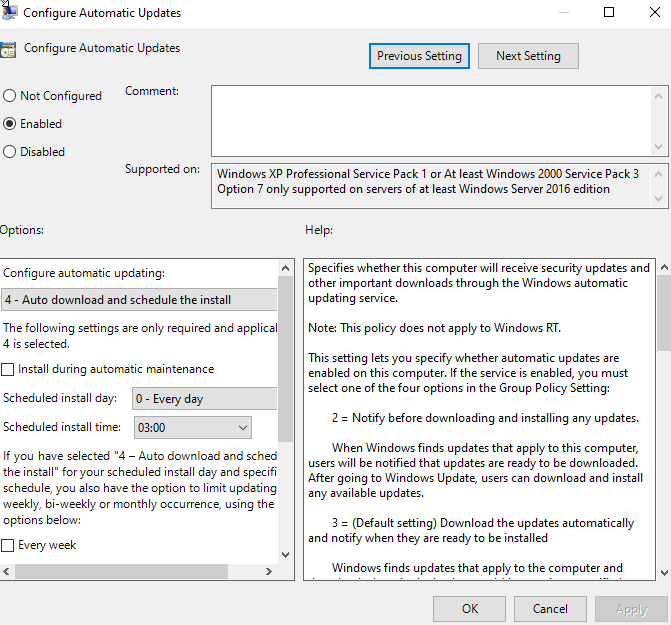 Configure Automatic Updates
Configure Automatic Updates
Previous Setting
Next Setting
Not Configured
Enabled
Disabled
Comment:
Supported on:
Windows XP Professional Service Pack 1 or At least Windows 2000 Service Pack 3
Option 7 only supported on servers of at least Windows Server 2016 edition
Options:
Help:
Configure automatic updating:
4 - Auto download and schedule the install
The following settings are only required and applical
4 is selected.
Install during automatic maintenance
Scheduled install day:
0 - Every day
Scheduled install time:
03:00
If you have selected "4 – Auto download and sched
the install" for your scheduled install day and specifi
schedule, you also have the option to limit updating
weekly, bi-weekly or monthly occurrence, using the
options below:
Every week
Specifies whether this computer will receive security updates and
other important downloads through the Windows automatic
updating service.
Note: This policy does not apply to Windows RT.
This setting lets you specify whether automatic updates are
enabled on this computer. If the service is enabled, you must
select one of the four options in the Group Policy Setting:
2 = Notify before downloading and installing any updates.
When Windows finds updates that apply to this computer,
users will be notified that updates are ready to be downloaded.
After going to Windows Update, users can download and install
any available updates.
3 = (Default setting) Download the updates automatically
and notify when they are ready to be installed
Windows finds updates that apply to the computer and
OK
Cancel
Apply